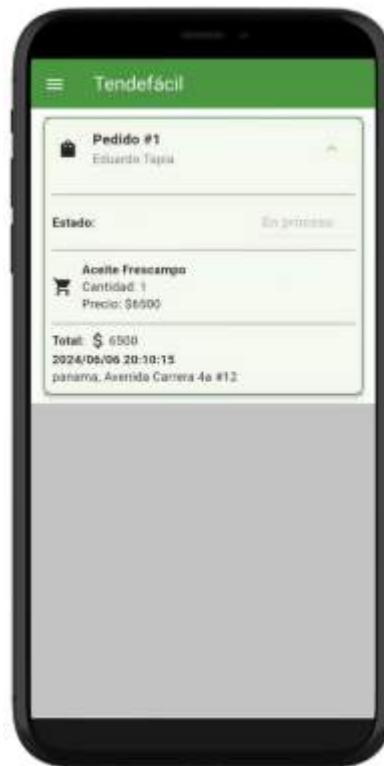 Tendefácil
Pedido #1
Eduardo Tapia
Estado: En proceso
Aceite Frescampo
Cantidad: 1
Precio: $6500
Total: $ 6500
2024/06/06 20:10:15
panama, Avenida Carrera 4a #12